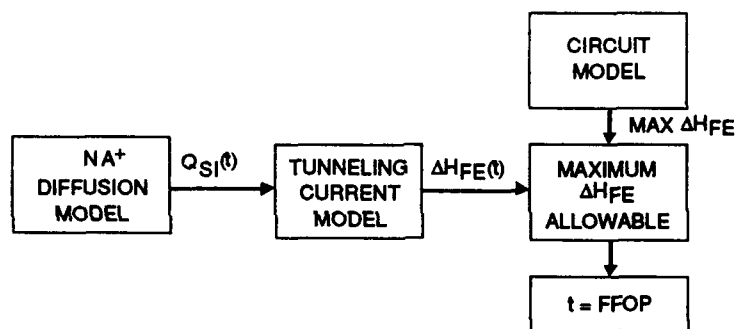 CIRCUIT
MODEL
MAX ΔHFE
NA+
DIFFUSION
MODEL
QSI(t)
TUNNELING
CURRENT
MODEL
ΔHFE(t)
MAXIMUM
ΔHFE
ALLOWABLE
t = FFOP